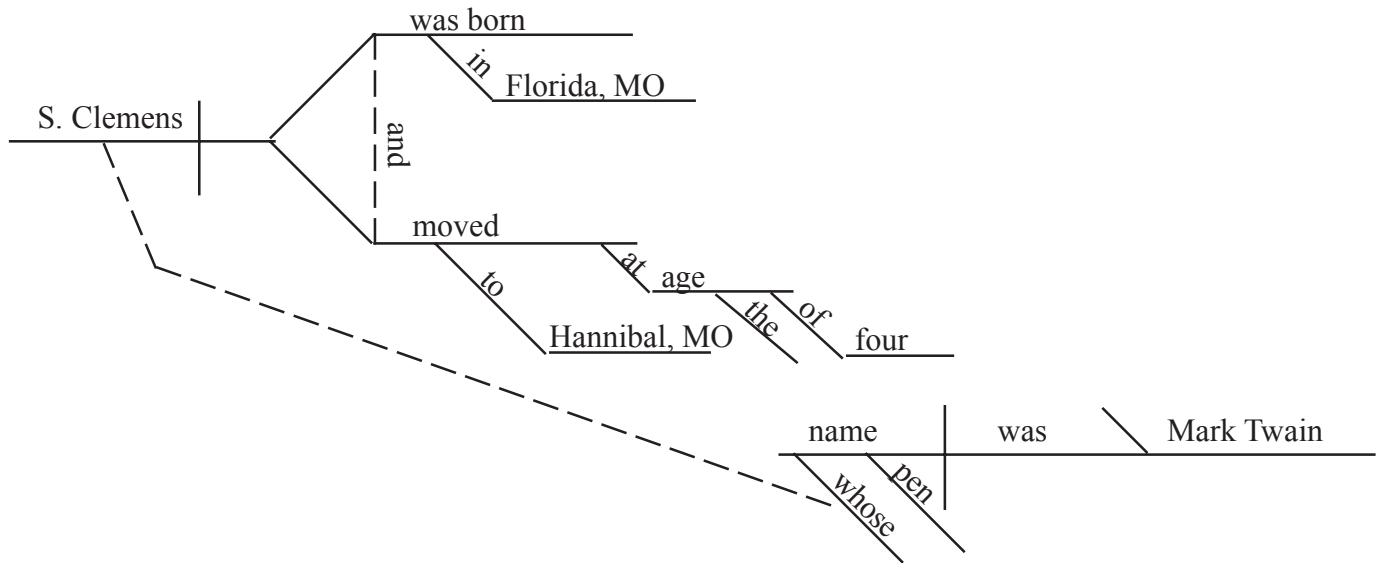 was born
in
Florida, MO
S. Clemens
and
moved
at
age
to
the
of
Hannibal, MO
four
name
was
Mark Twain
whose
pen